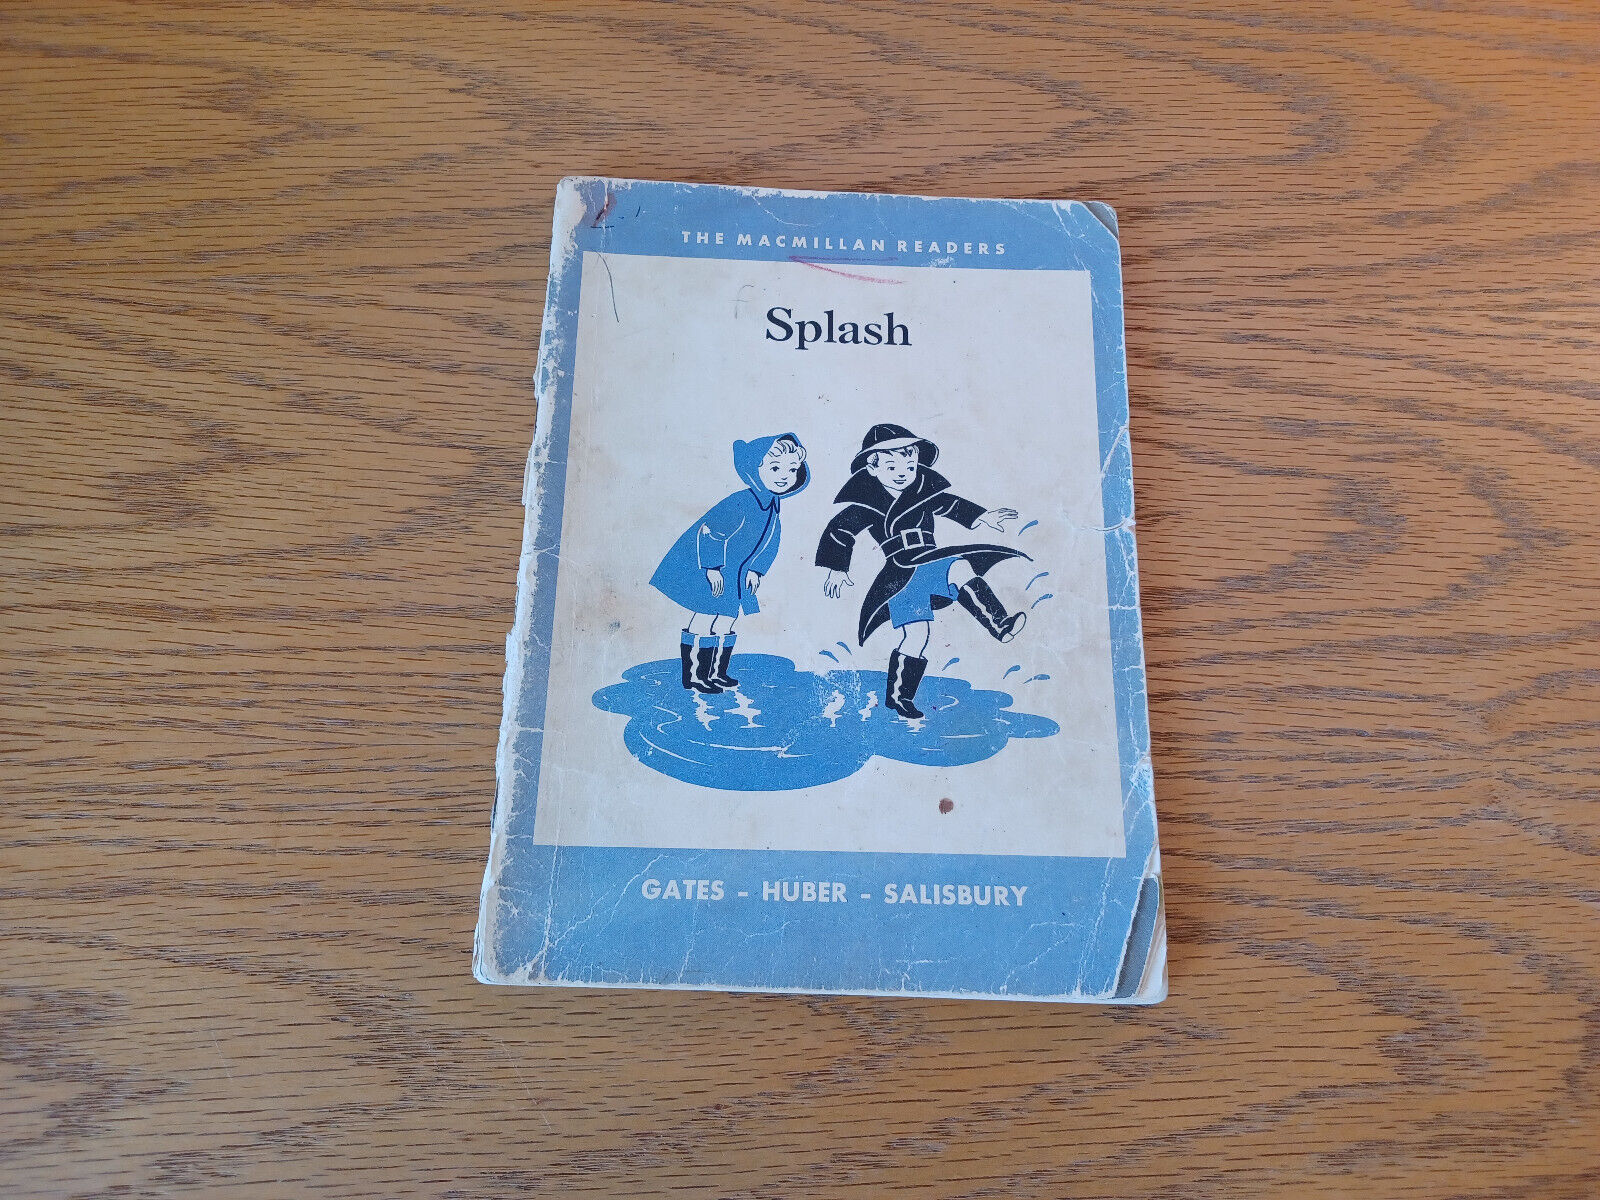 THE MACMILLAN READERS
Splash
GATES - HUBER - SALISBURY